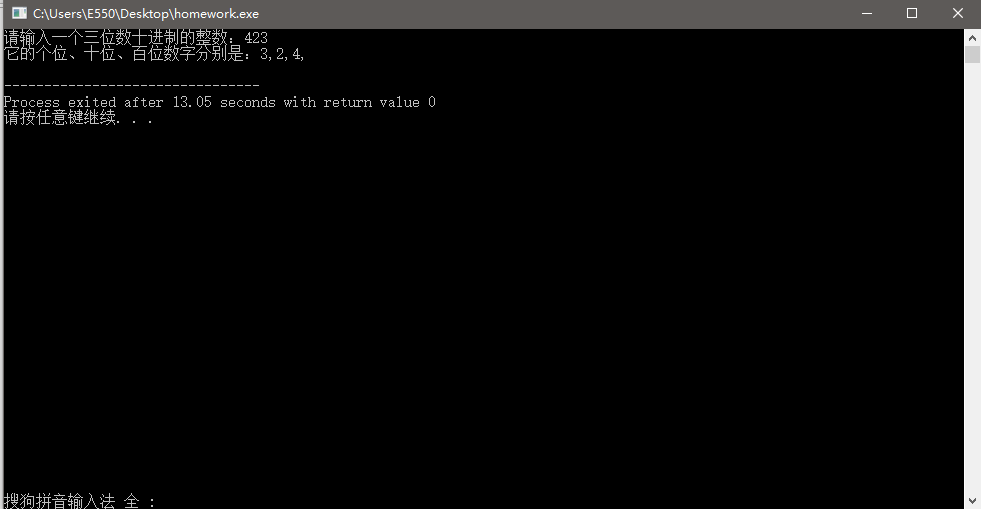 C:\Users\E550\Desktop\homework.exe
请输入一个三位数十进制的整数：423
它的个位、十位、百位数字分别是：3,2,4,
--------------------------------
Process exited after 13.05 seconds with return value 0
请按任意键继续. . .
搜狗拼音输入法 全 :